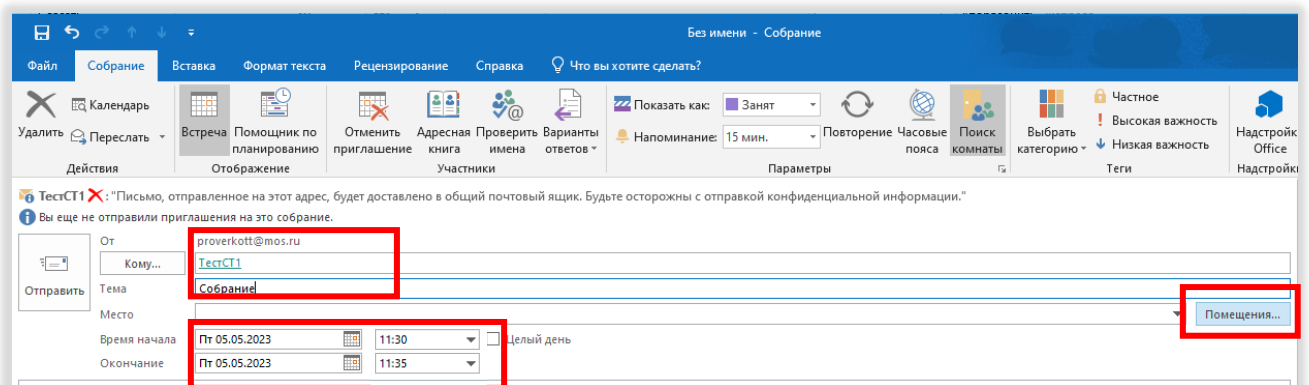 Без имени - Собрание
Файл Собрание Вставка Формат текста Рецензирование Справка Что вы хотите сделать?
Удалить
Календарь
Переслать
Действия
Встреча
Помощник по планированию
Отображение
Отменить приглашение
Адресная книга
Проверить имена
Варианты ответов
Участники
Показать как: Занят
Напоминание: 15 мин.
Повторение
Часовые пояса
Поиск комнаты
Параметры
Выбрать категорию
Частное
Высокая важность
Низкая важность
Теги
Надстройк
Office
Надстройки
ТестСТ1 : "Письмо, отправленное на этот адрес, будет доставлено в общий почтовый ящик. Будьте осторожны с отправкой конфиденциальной информации."
Вы еще не отправили приглашения на это собрание.
Отправить
От proverkott@mos.ru
Кому... ТестСТ1
Тема Собрание
Место Помещения...
Время начала Пт 05.05.2023 11:30 Целый день
Окончание Пт 05.05.2023 11:35